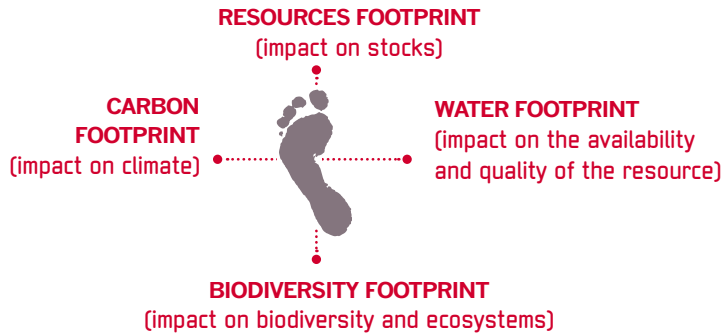 RESOURCES FOOTPRINT
(impact on stocks)
CARBON
FOOTPRINT
(impact on climate)
WATER FOOTPRINT
(impact on the availability
and quality of the resource)
BIODIVERSITY FOOTPRINT
(impact on biodiversity and ecosystems)